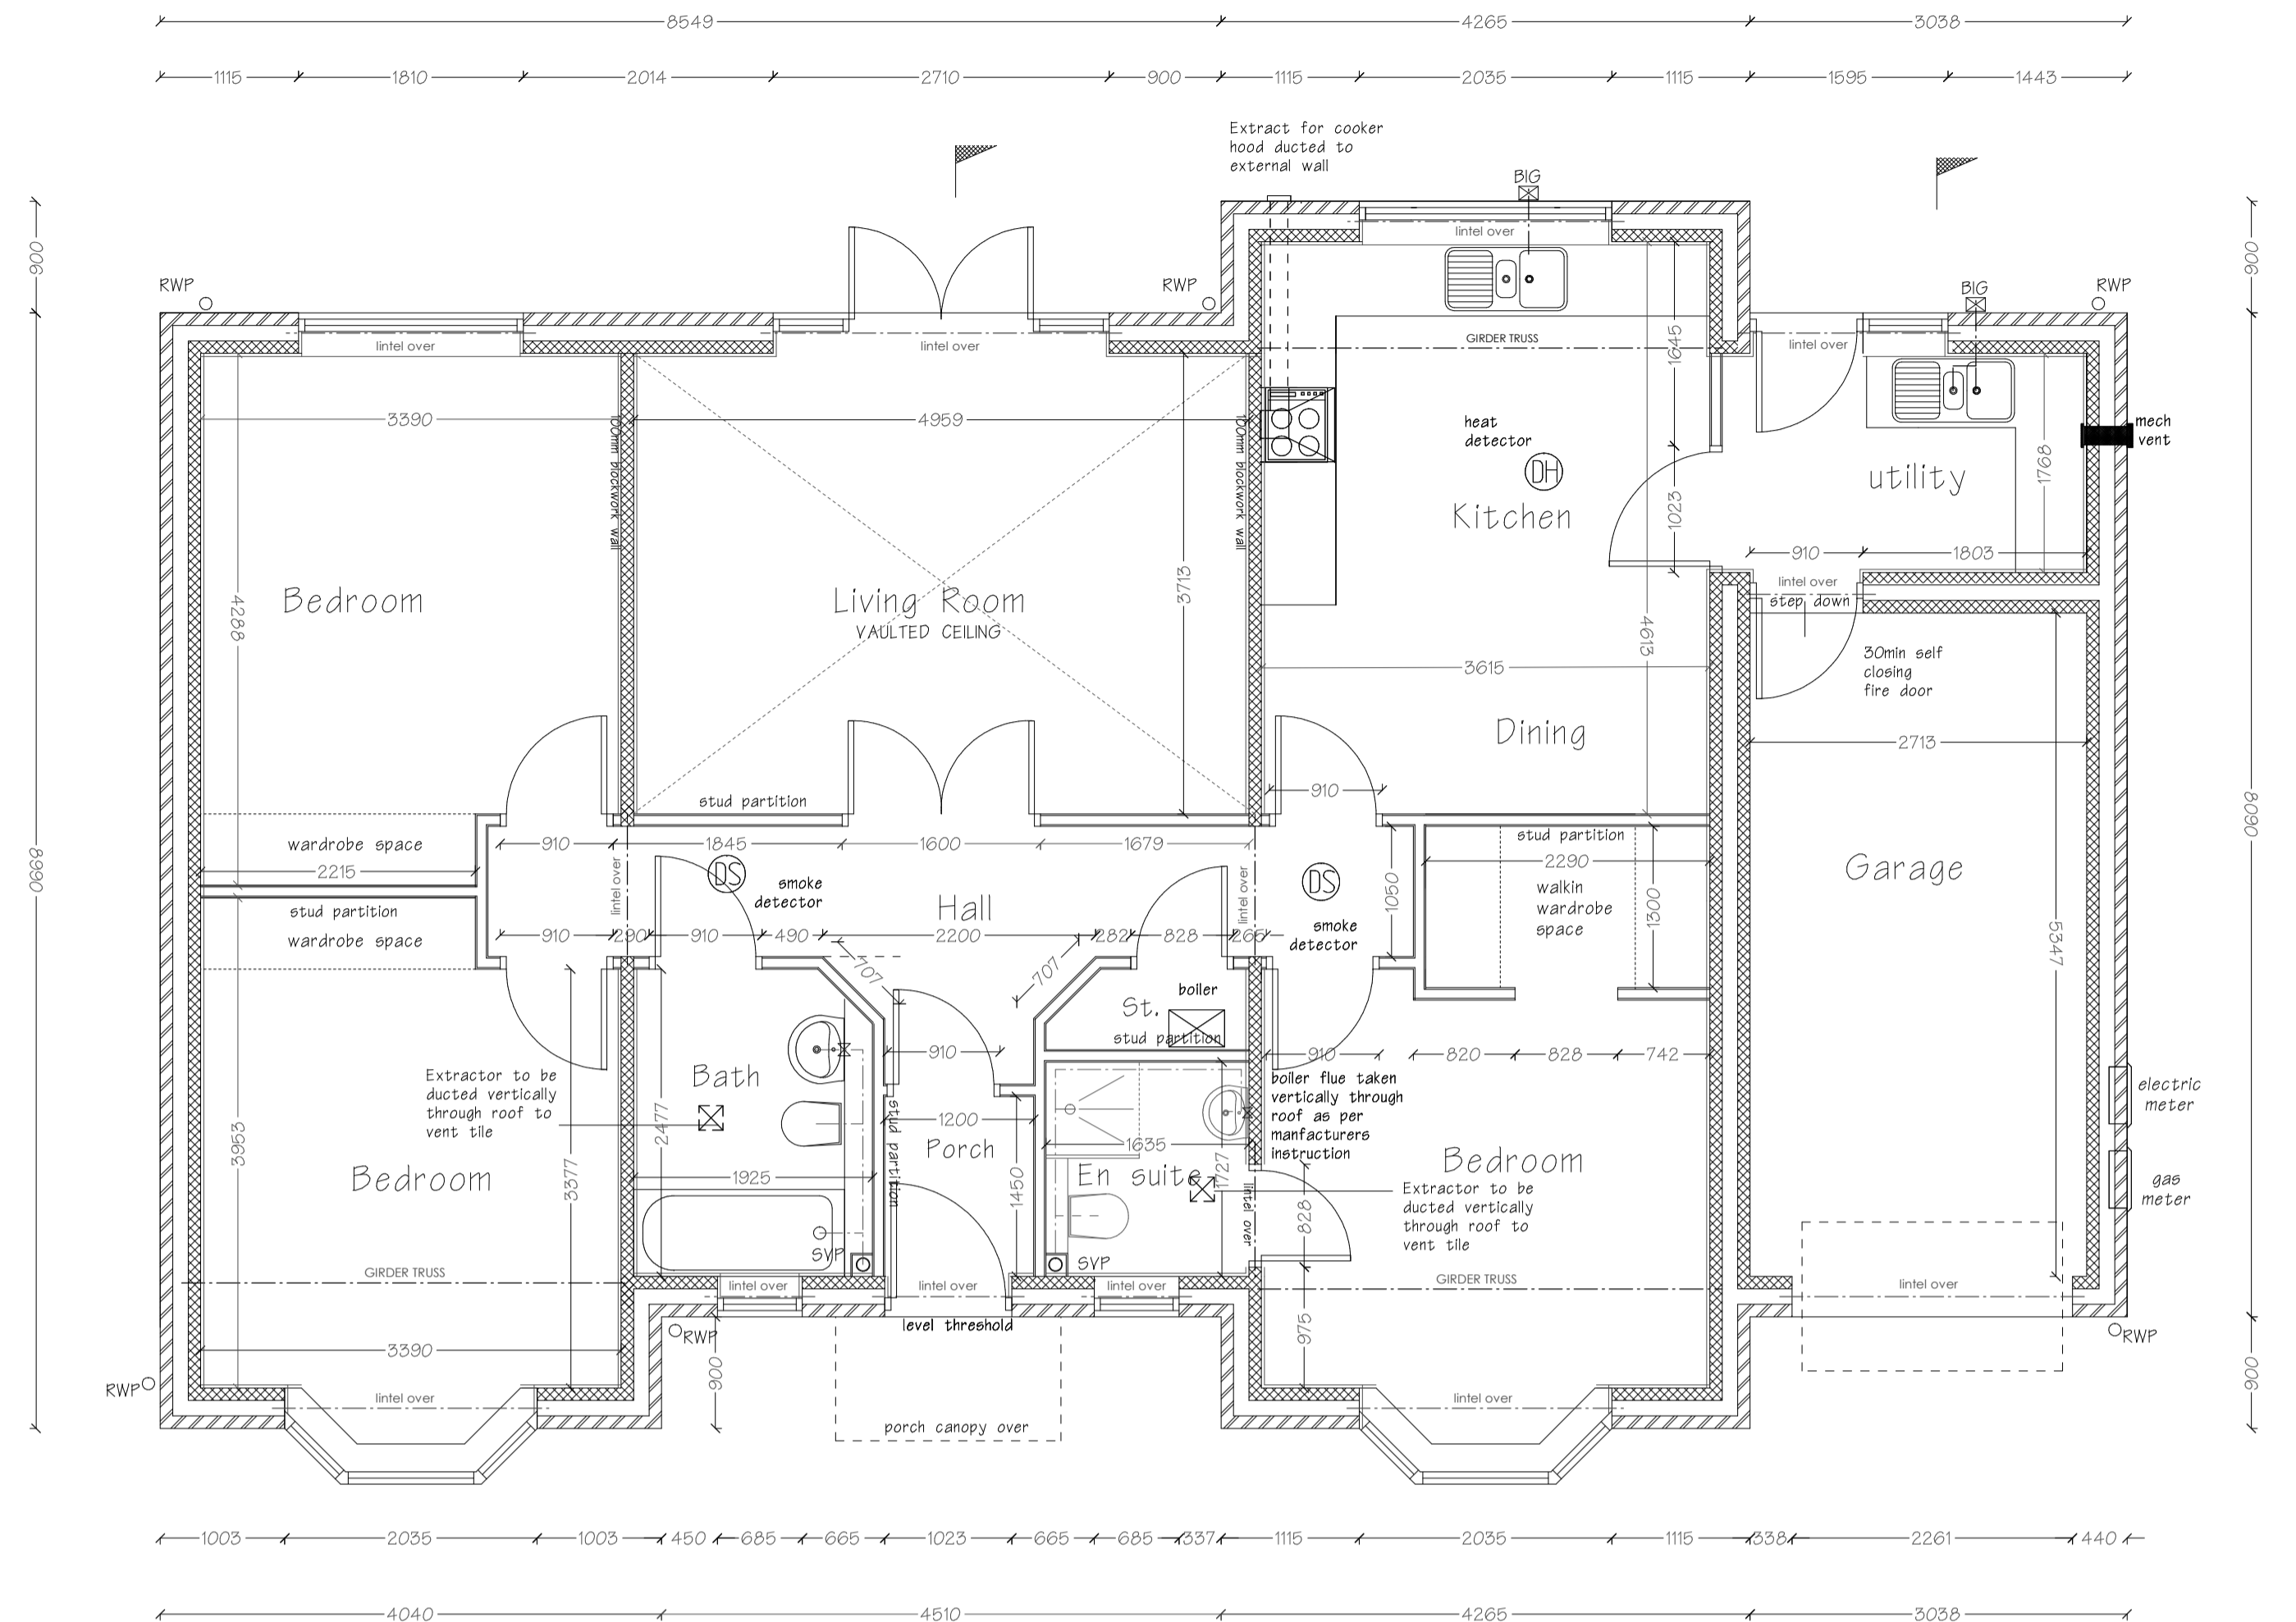 8549
4265
3038
1115
1810
2014
2710
900
1115
2035
1115
1595
1443
Extract for cooker
hood ducted to
external wall
BIG
900
900
RWP
RWP
BIG
RWP
lintel over
lintel over
lintel over
lintel over
GIRDER TRUSS
1645
3390
4959
heat
detector
mech
vent
100mm blockwork wall
100mm blockwork wall
DH
Kitchen
utility
1768
1023
910
1803
Bedroom
4288
Living Room
VAULTED CEILING
3713
4613
lintel over
step down
30min self
closing
fire door
3615
Dining
2713
910
stud partition
8990
8090
wardrobe space
2215
910
1845
1600
1679
stud partition
2290
walkin
wardrobe
space
1300
1050
Garage
5347
lintel over
DS
smoke
detector
Hall
lintel over
DS
smoke
detector
stud partition
wardrobe space
910
290
910
490
2200
282
828
266
707
707
boiler
St.
stud partition
910
910
820
828
742
Bath
Extractor to be
ducted vertically
through roof to
vent tile
2477
3953
3377
1925
stud partition
1200
Porch
1450
1635
En suite
1727
boiler flue taken
vertically through
roof as per
manfacturers
instruction
Bedroom
Bedroom
Extractor to be
ducted vertically
through roof to
vent tile
electric
meter
gas
meter
lintel over
828
SVP
SVP
GIRDER TRUSS
GIRDER TRUSS
lintel over
lintel over
lintel over
lintel over
level threshold
975
RWP
RWP
3390
900
900
RWP
lintel over
lintel over
porch canopy over
1003
2035
1003
450
685
665
1023
665
685
337
1115
2035
1115
338
2261
440
4040
4510
4265
3038